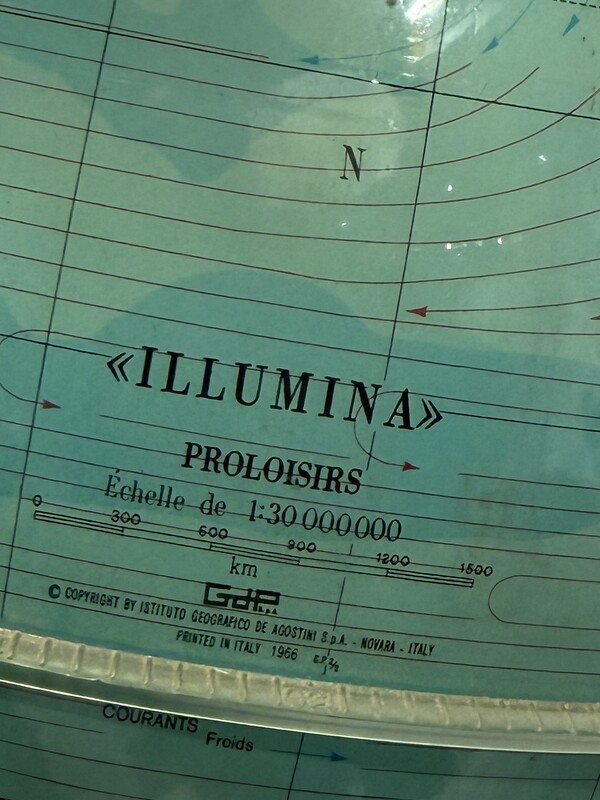 N
«ILLUMINA»
PROLOISIRS
Échelle de 1:30 000 000
0 300 600 900 1200 1500
km
GdA S.p.A.
© COPYRIGHT BY ISTITUTO GEOGRAFICO DE AGOSTINI S.p.A. - NOVARA - ITALY
PRINTED IN ITALY 1966
COURANTS Froids